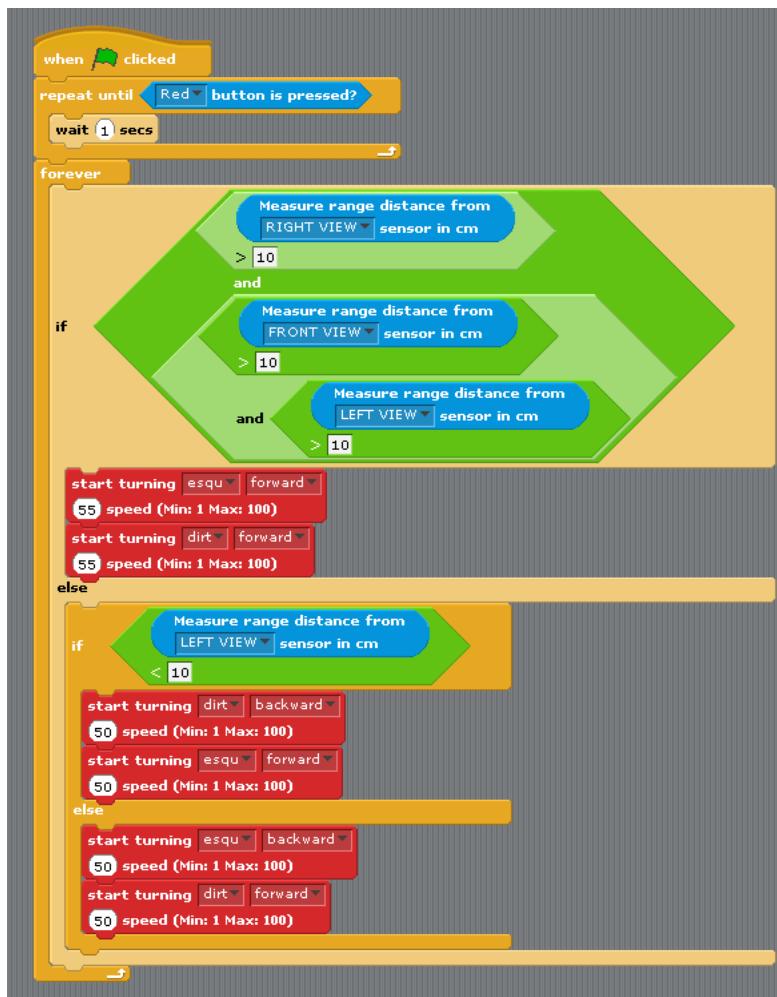 when clicked
repeat until Red button is pressed?
wait 1 secs
forever
Measure range distance from
RIGHT VIEW sensor in cm
> 10
and
Measure range distance from
if
FRONT VIEW sensor in cm
> 10
Measure range distance from
and LEFT VIEW sensor in cm
> 10
start turning esqu forward
55 speed (Min: 1 Max: 100)
start turning dirt forward
55 speed (Min: 1 Max: 100)
else
Measure range distance from
if LEFT VIEW sensor in cm
< 10
start turning dirt backward
50 speed (Min: 1 Max: 100)
start turning esqu forward
50 speed (Min: 1 Max: 100)
else
start turning esqu backward
50 speed (Min: 1 Max: 100)
start turning dirt forward
50 speed (Min: 1 Max: 100)